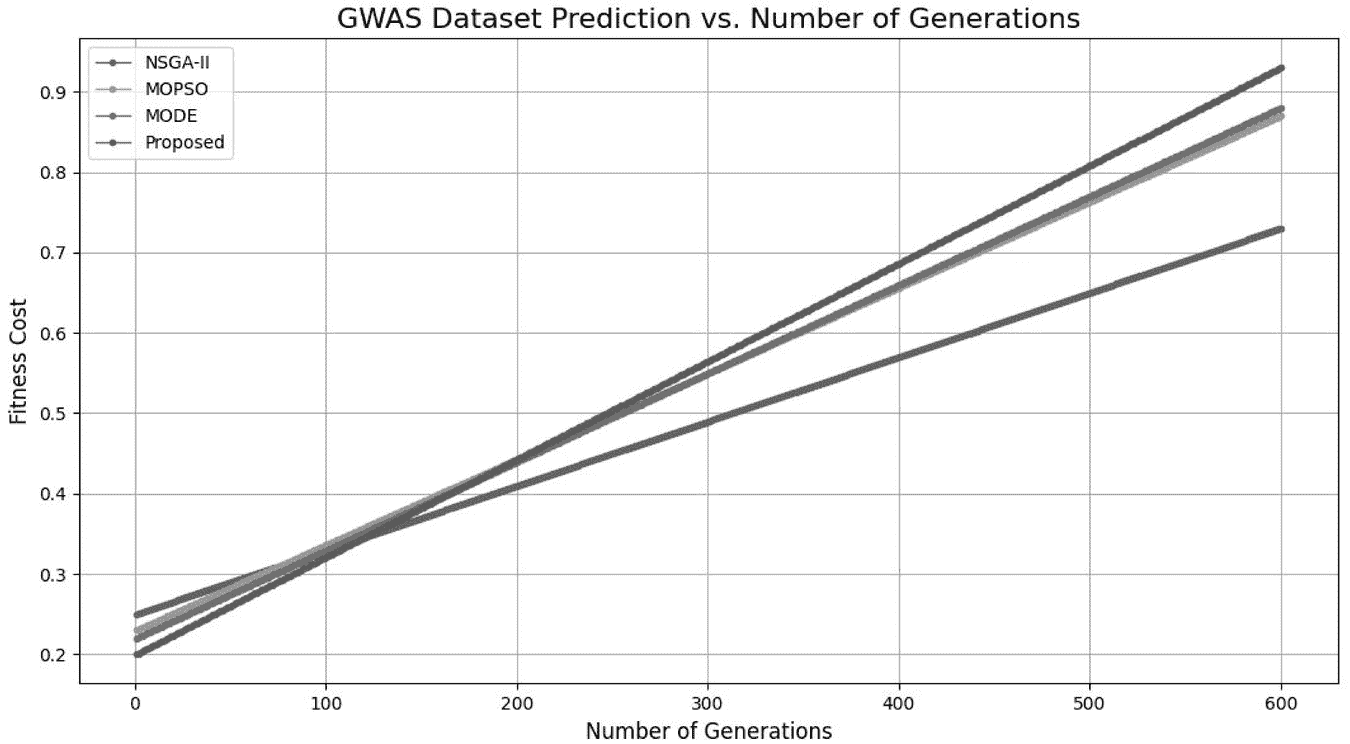 GWAS Dataset Prediction vs. Number of Generations
NSGA-II
MOPSO
MODE
Proposed
0.9
0.8
0.7
0.6
0.5
0.4
0.3
0.2
Fitness Cost
0 100 200 300 400 500 600
Number of Generations